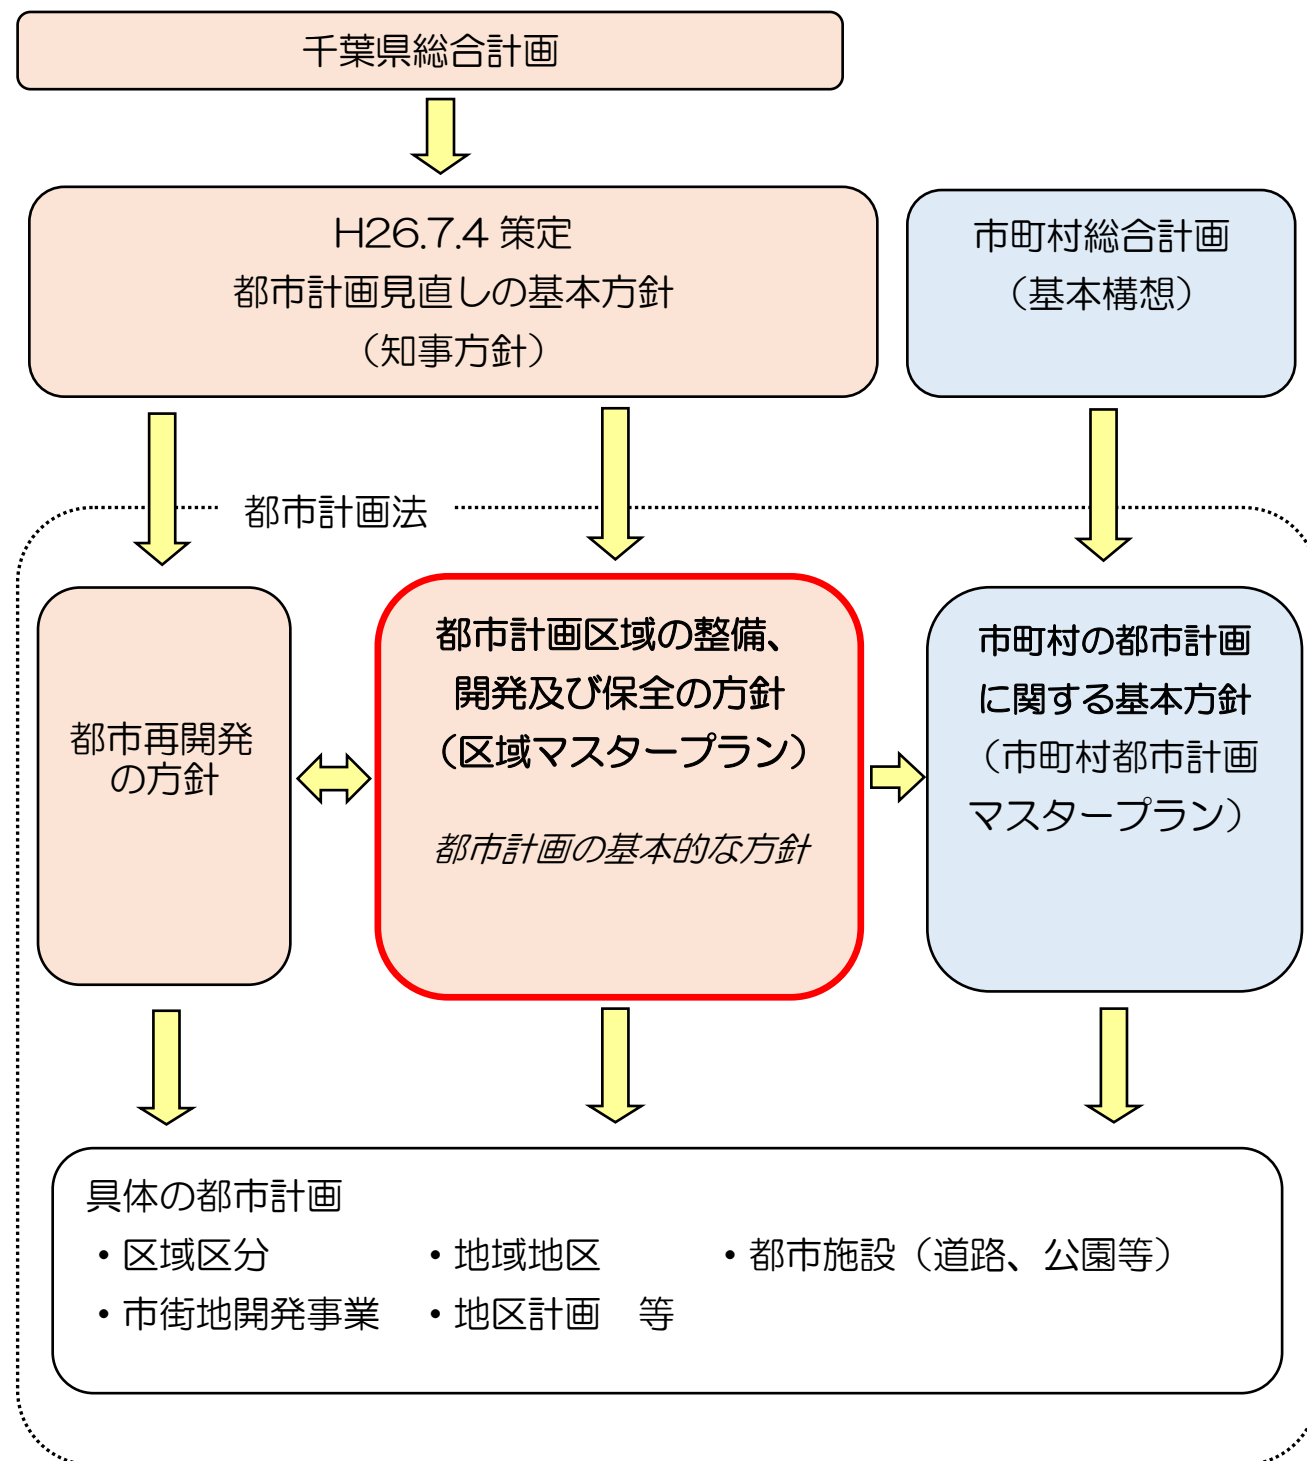 千葉県総合計画
H26.7.4 策定
都市計画見直しの基本方針
（知事方針）
市町村総合計画
（基本構想）
都市計画法
都市再開発
の方針
都市計画区域の整備、
開発及び保全の方針
（区域マスタープラン）
都市計画の基本的な方針
市町村の都市計画
に関する基本方針
（市町村都市計画
マスタープラン）
具体の都市計画
・区域区分　・地域地区　・都市施設（道路、公園等）
・市街地開発事業　・地区計画　等